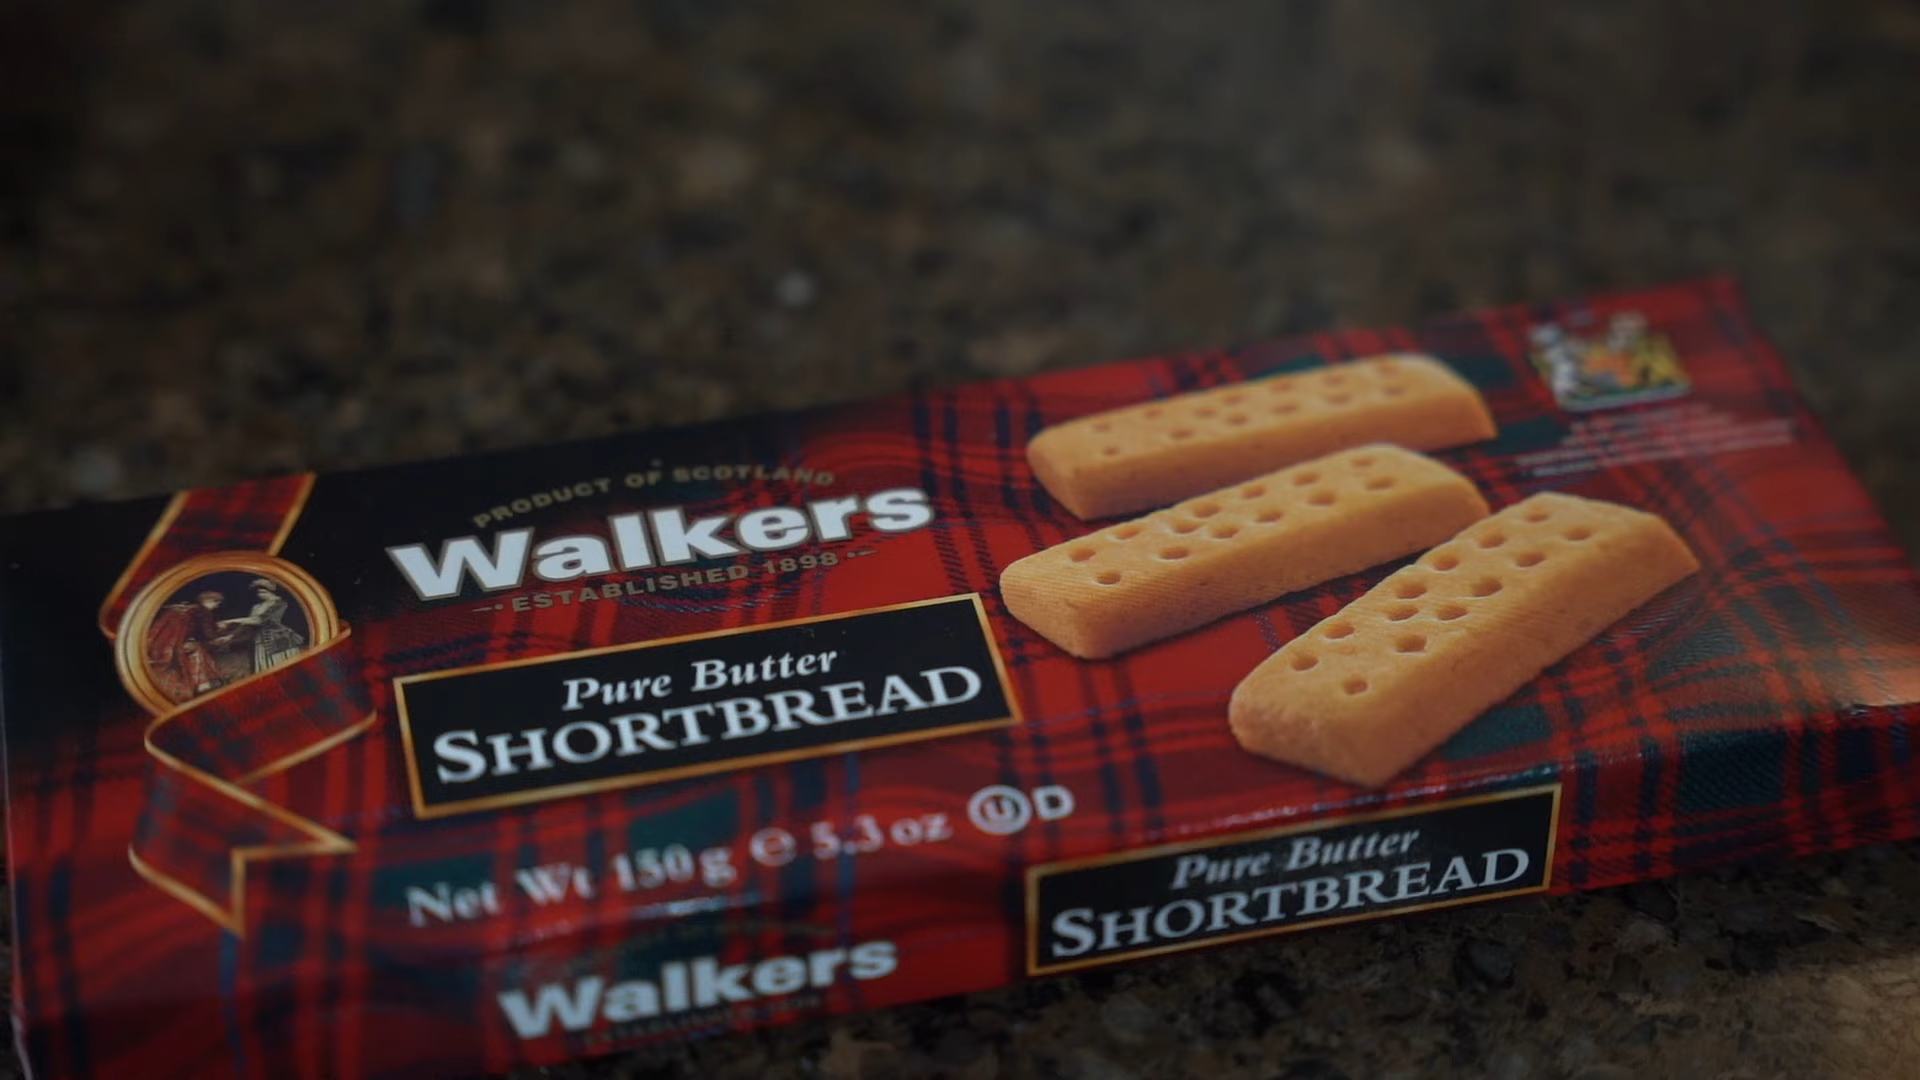 PRODUCT OF SCOTLAND
Walkers
ESTABLISHED 1898
Pure Butter
SHORTBREAD
Net Wt 150g e 5.3 oz U D
Pure Butter
SHORTBREAD
Walkers